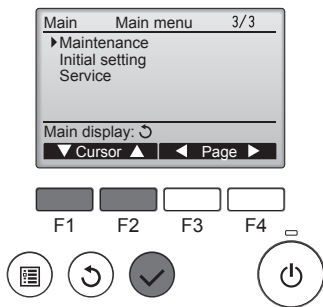 Main Main menu 3/3
Maintenance
Initial setting
Service
Main display:
Cursor Page
F1 F2 F3 F4